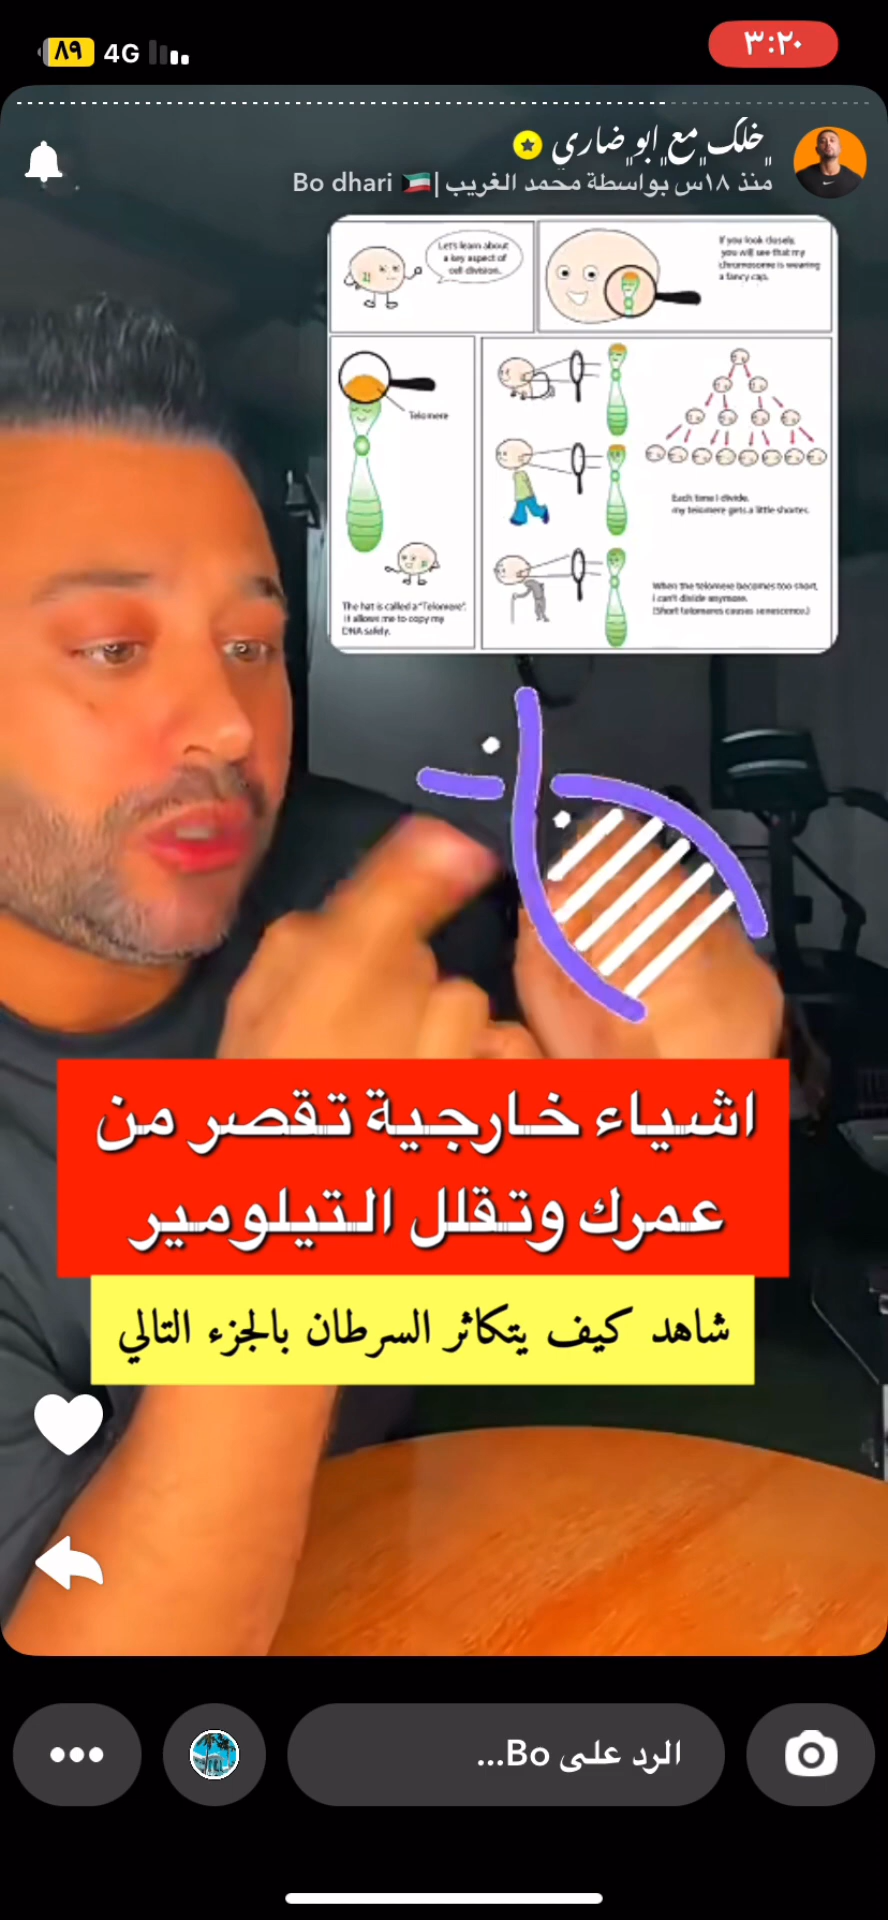 ٨٩ 4G
٣:٢٠
خلك مع ابو ضاري
منذ ١٨س بواسطة محمد الغريب | Bo dhari
Let's learn about
a key aspect of
cell division.
If you look closely,
you will see that my
chromosome is wearing
a fancy cap.
Telomere
The hat is called a "Telomere".
It allows me to copy my
DNA safely.
Each time I divide,
my telomere gets a little shorter.
When the telomere becomes too short,
I can't divide anymore.
(Short telomeres causes senescence.)
اشياء خارجية تقصر من
عمرك وتقلل التيلومير
شاهد كيف يتكاثر السرطان بالجزء التالي
الرد على Bo...